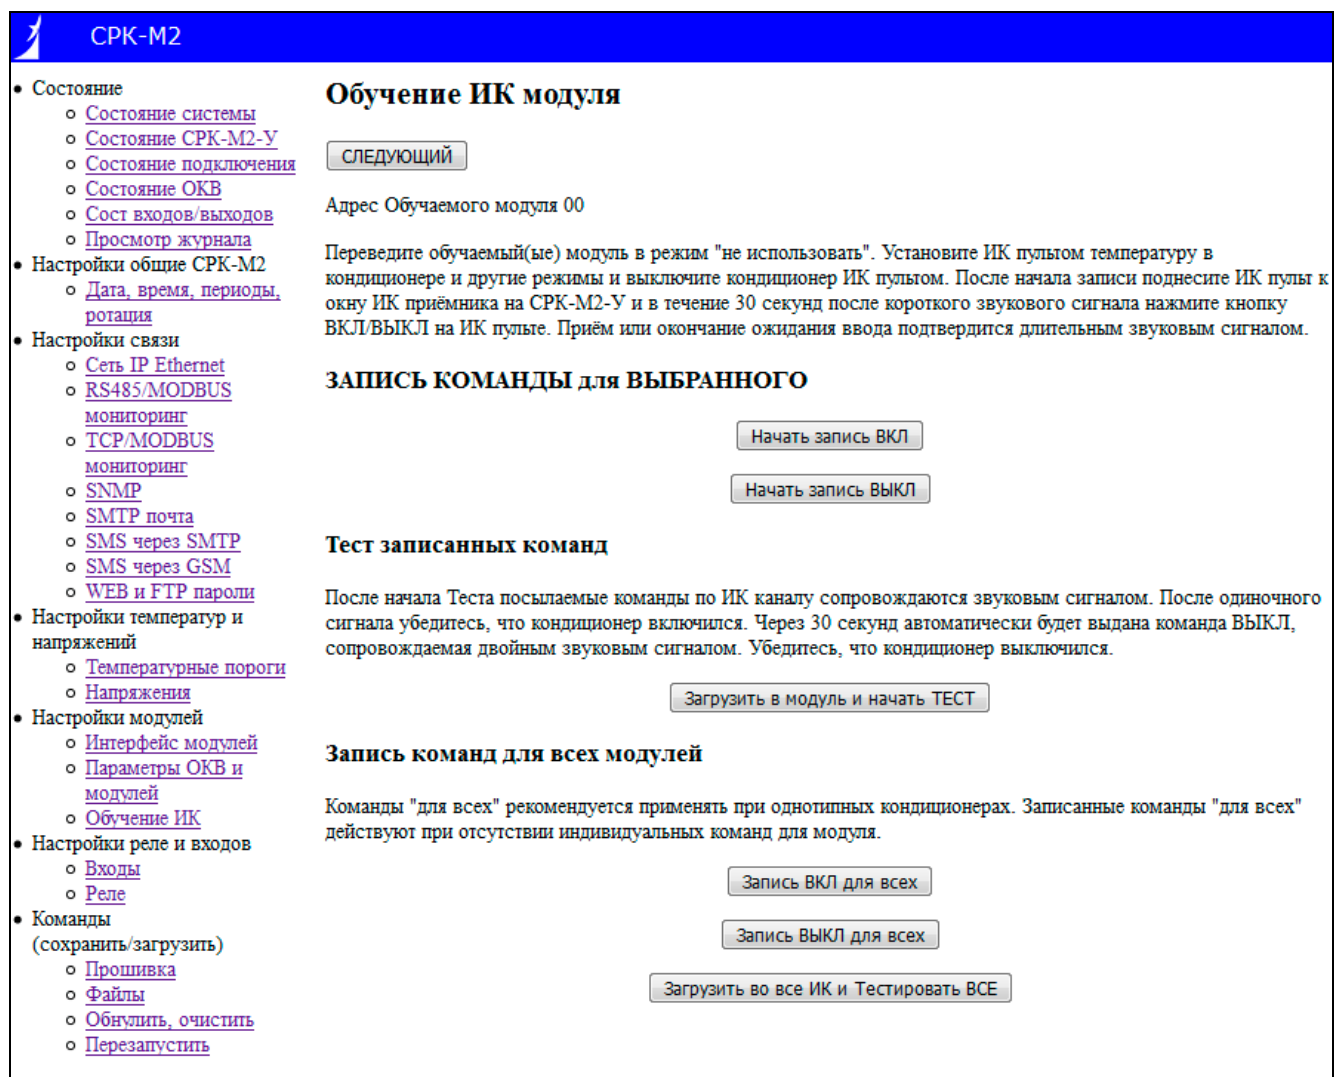 СРК-М2
Состояние
Состояние системы
Состояние СРК-М2-У
Состояние подключения
Состояние ОКВ
Сост входов/выходов
Просмотр журнала
Настройки общие СРК-М2
Дата, время, периоды,
ротация
Настройки связи
Сеть IP Ethernet
RS485/MODBUS
мониторинг
TCP/MODBUS
мониторинг
SNMP
SMTP почта
SMS через SMTP
SMS через GSM
WEB и FTP пароли
Настройки температур и
напряжений
Температурные пороги
Напряжения
Настройки модулей
Интерфейс модулей
Параметры ОКВ и
модулей
Обучение ИК
Настройки реле и входов
Входы
Реле
Команды
(сохранить/загрузить)
Прошивка
Файлы
Обнулить, очистить
Перезапустить
Обучение ИК модуля
СЛЕДУЮЩИЙ
Адрес Обучаемого модуля 00
Переведите обучаемый(ые) модуль в режим "не использовать". Установите ИК пультом температуру в
кондиционере и другие режимы и выключите кондиционер ИК пультом. После начала записи поднесите ИК пульт к
окну ИК приёмника на СРК-М2-У и в течение 30 секунд после короткого звукового сигнала нажмите кнопку
ВКЛ/ВЫКЛ на ИК пульте. Приём или окончание ожидания ввода подтвердится длительным звуковым сигналом.
ЗАПИСЬ КОМАНДЫ для ВЫБРАННОГО
Начать запись ВКЛ
Начать запись ВЫКЛ
Тест записанных команд
После начала Теста посылаемые команды по ИК каналу сопровождаются звуковым сигналом. После одиночного
сигнала убедитесь, что кондиционер включился. Через 30 секунд автоматически будет выдана команда ВЫКЛ,
сопровождаемая двойным звуковым сигналом. Убедитесь, что кондиционер выключился.
Загрузить в модуль и начать ТЕСТ
Запись команд для всех модулей
Команды "для всех" рекомендуется применять при однотипных кондиционерах. Записанные команды "для всех"
действуют при отсутствии индивидуальных команд для модуля.
Запись ВКЛ для всех
Запись ВЫКЛ для всех
Загрузить во все ИК и Тестировать ВСЕ